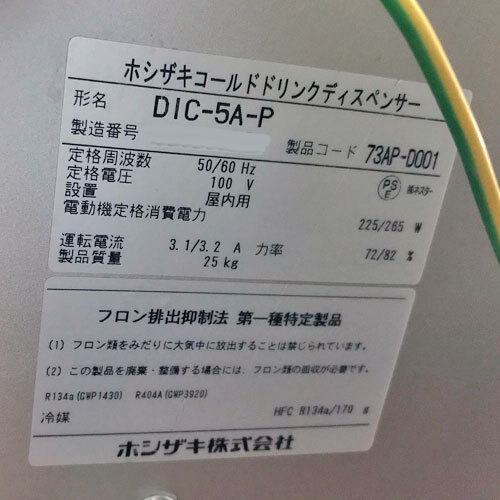 ホシザキコールドドリンクディスペンサー
形名 DIC-5A-P
製造番号 製品コード 73AP-D001
定格周波数 50/60 Hz
定格電圧 100 V
設置 屋内用
PS E ㈱ネスター
電動機定格消費電力 225/265 W
運転電流 3.1/3.2 A 力率 72/82 %
製品質量 25 kg
フロン排出抑制法 第一種特定製品
(1) フロン類をみだりに大気中に放出することは禁じられています。
(2) この製品を廃棄・整備する場合には、フロン類の回収が必要です。
R134a(GWP1430) R404A(GWP3920)
冷媒 HFC R134a/170 g
ホシザキ株式会社